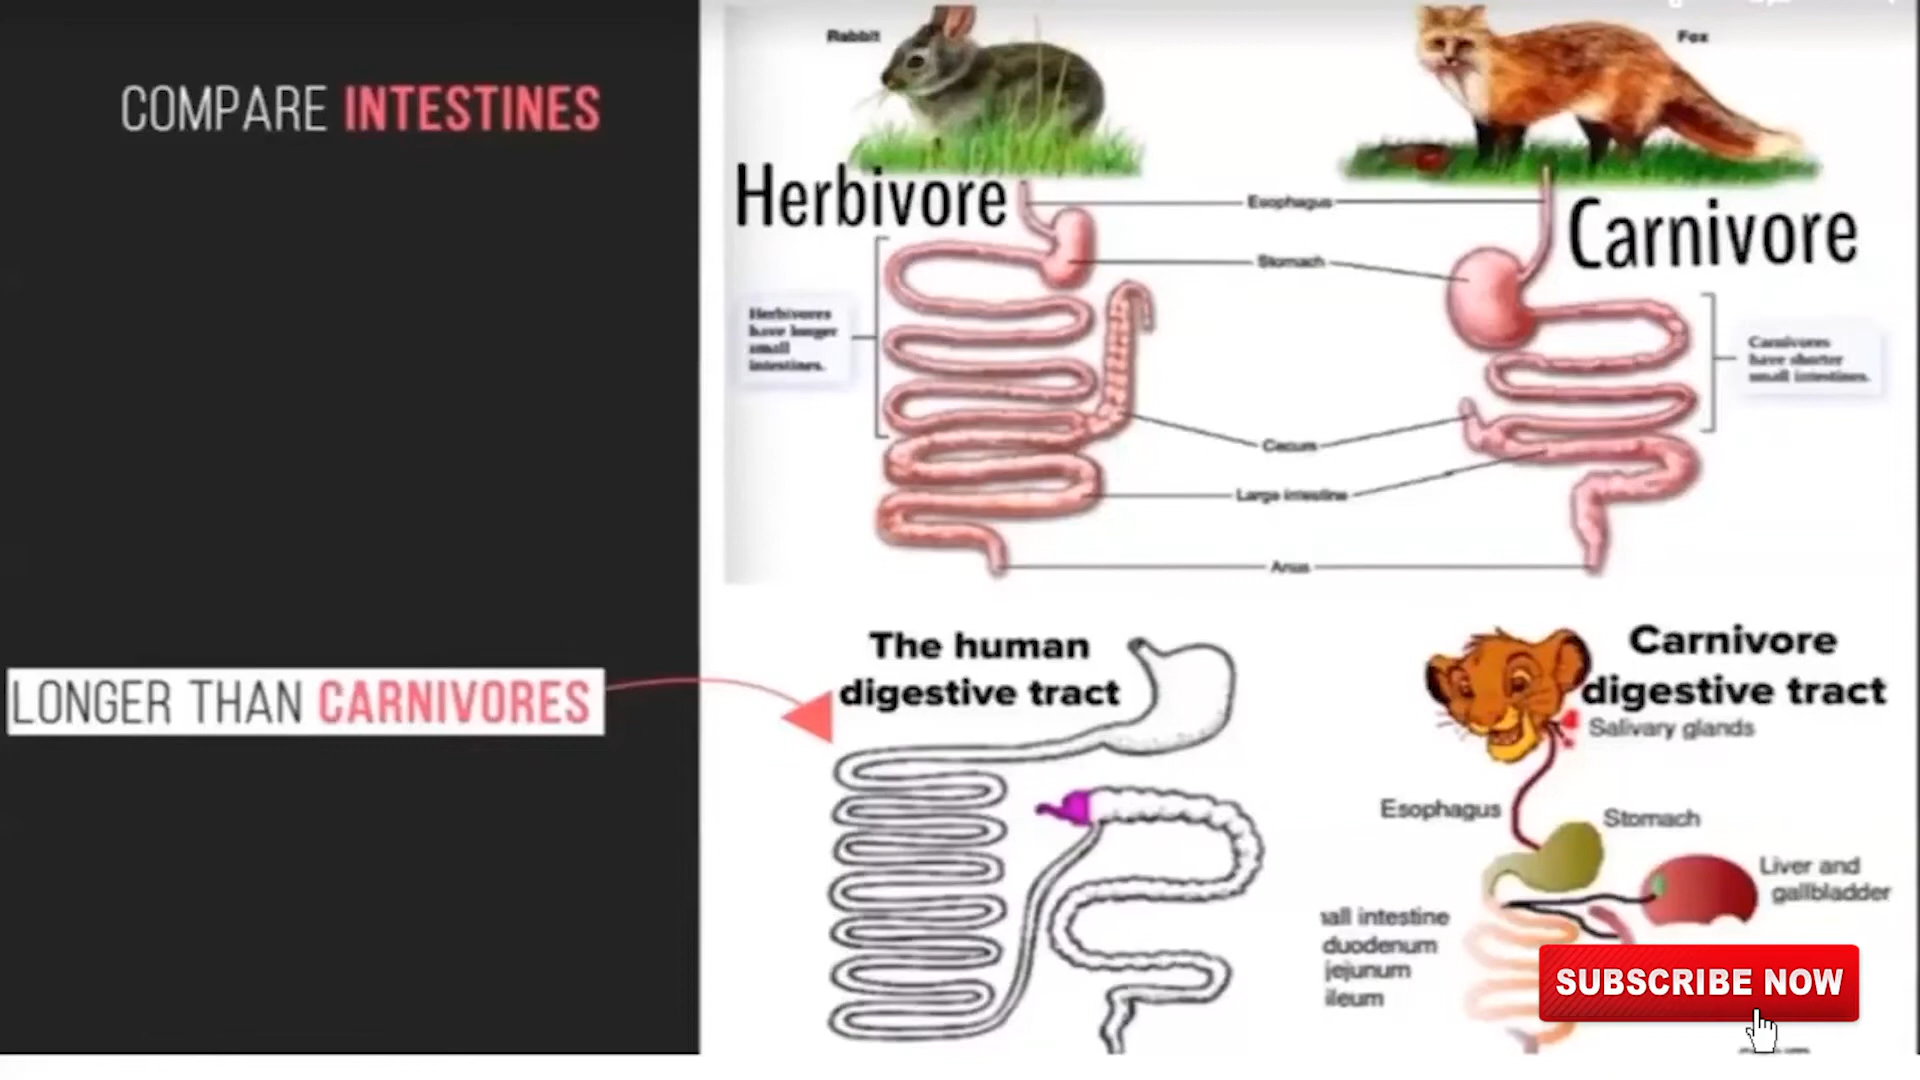 COMPARE INTESTINES
Rabbit
Fox
Herbivore
Carnivore
Esophagus
Stomach
Herbivores
have longer
small
intestines.
Carnivores
have shorter
small intestines.
Cecum
Large intestine
Anus
LONGER THAN CARNIVORES
The human
digestive tract
Carnivore
digestive tract
Salivary glands
Esophagus
Stomach
Liver and
gallbladder
all intestine
duodenum
jejunum
ileum
SUBSCRIBE NOW